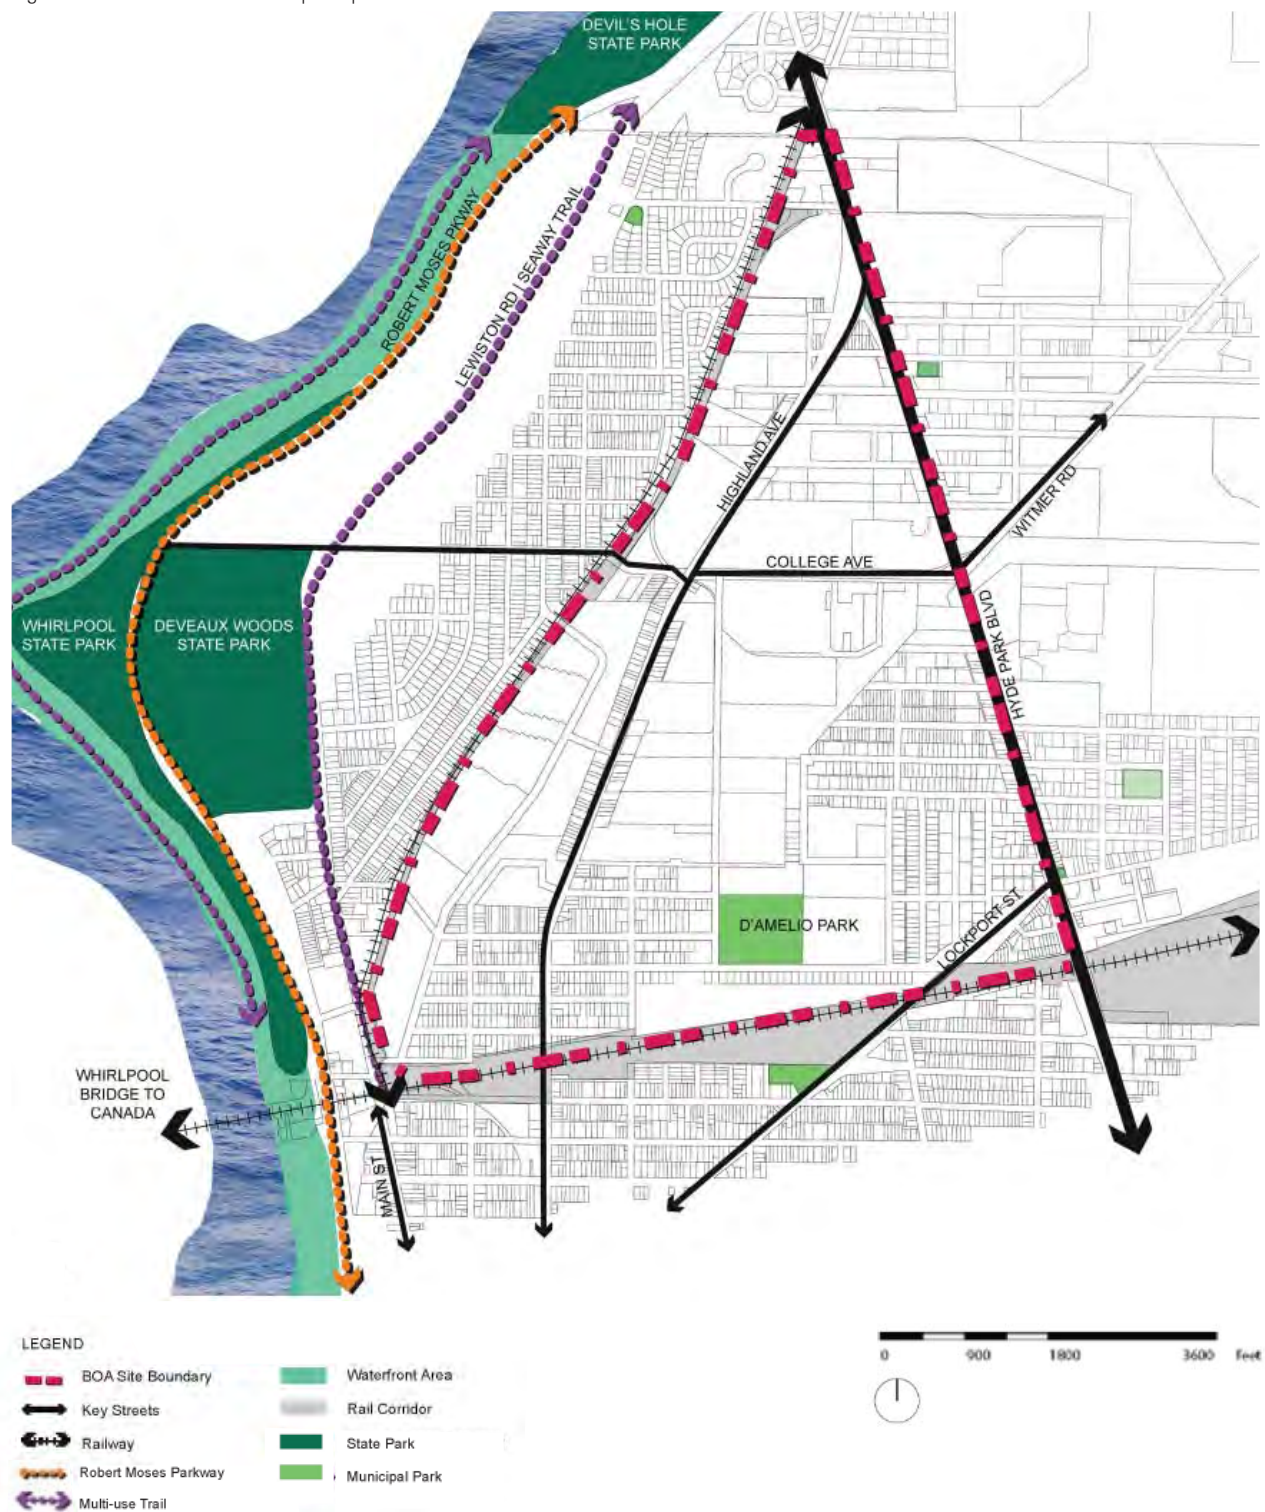 DEVIL'S HOLE
STATE PARK
ROBERT MOSES PKWAY
LEWISTON RD | SEAWAY TRAIL
HIGHLAND AVE
WITMER RD
COLLEGE AVE
WHIRLPOOL
STATE PARK
DEVEAUX WOODS
STATE PARK
HYDE PARK BLVD
D'AMELIO PARK
LOCKPORT ST
WHIRLPOOL
BRIDGE TO
CANADA
MAIN ST
LEGEND
BOA Site Boundary
Key Streets
Railway
Robert Moses Parkway
Multi-use Trail
Waterfront Area
Rail Corridor
State Park
Municipal Park
0 900 1800 3600 Feet